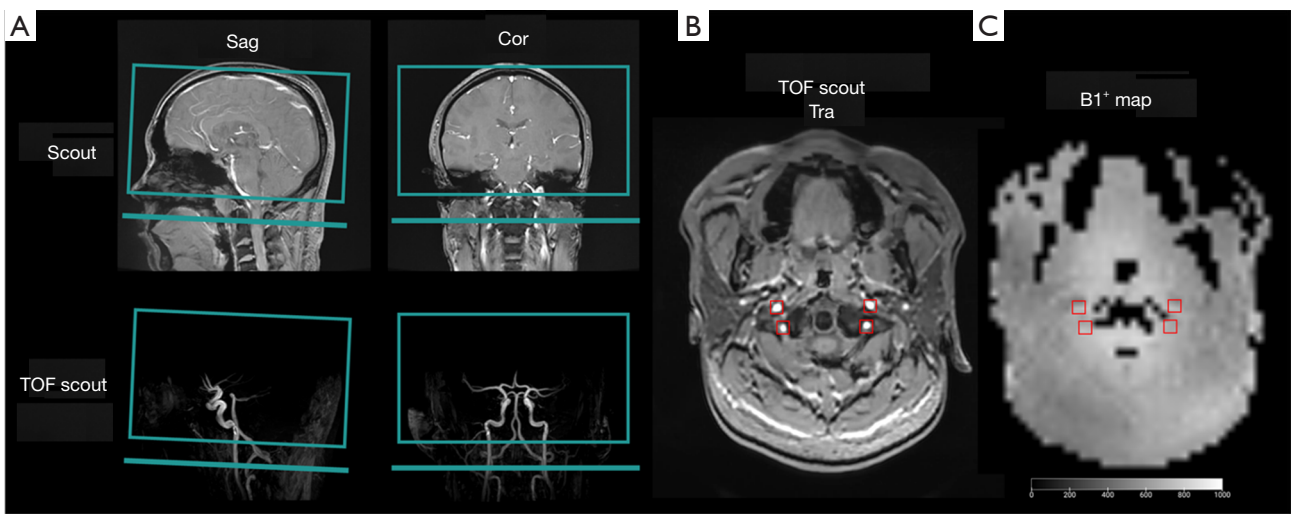 A
Sag
Cor
Scout
TOF scout
B
TOF scout
Tra
C
B1⁺ map
0 200 400 600 800 1000